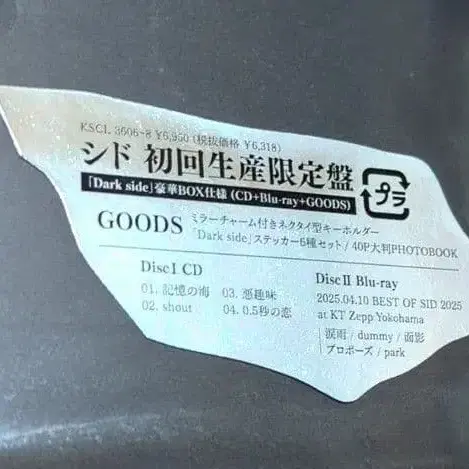 KSCL 3606~8 ¥6,950 (税抜価格 ¥6,318)
シド 初回生産限定盤
「Dark side」豪華BOX仕様 (CD+Blu-ray+GOODS)
プラ
GOODS ミラーチャーム付きネクタイ型キーホルダー
「Dark side」ステッカー5種セット / 40P大判PHOTOBOOK
Disc I CD
01. 記憶の海 03. 悪趣味
02. shout 04. 0.5秒の恋
Disc II Blu-ray
2025.04.10 BEST OF SID 2025
at KT Zepp Yokohama
涙雨 / dummy / 面影
プロポーズ / park